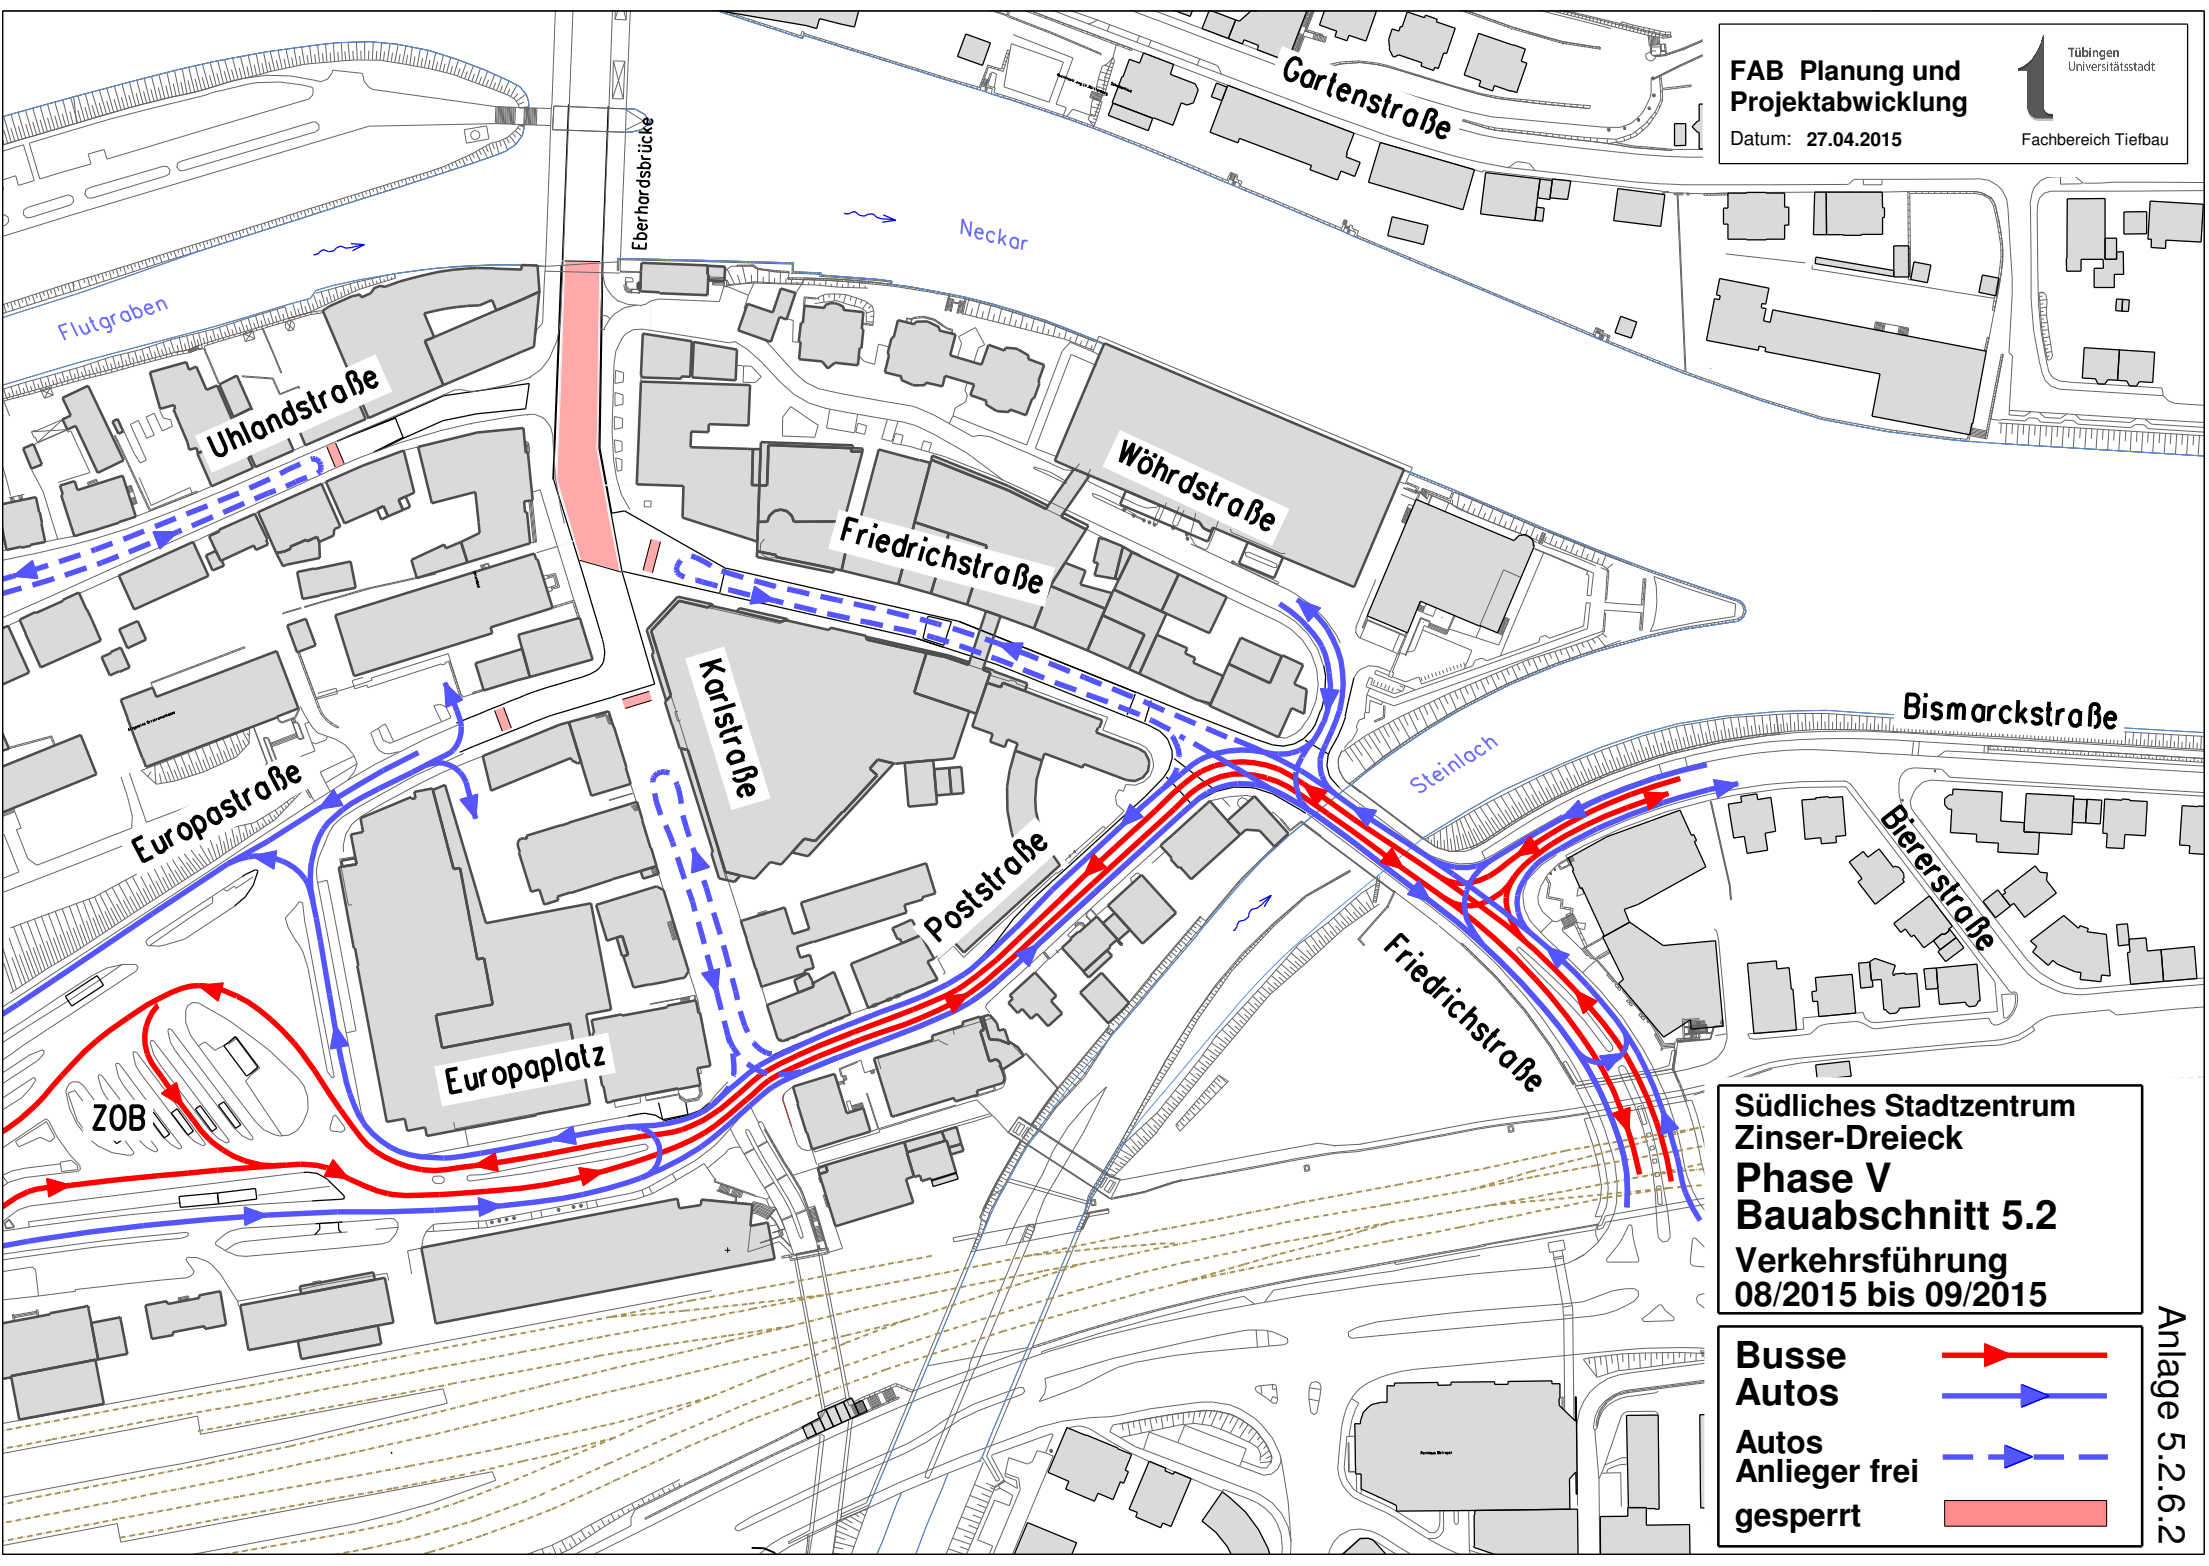 FAB Planung und
Projektabwicklung
Datum: 27.04.2015
Tübingen
Universitätsstadt
Fachbereich Tiefbau
Gartenstraße
Eberhardsbrücke
Neckar
Flutgraben
Uhlandstraße
Wöhrdstraße
Friedrichstraße
Karlstraße
Bismarckstraße
Steinlach
Europastraße
Poststraße
Biererstraße
Friedrichstraße
Europaplatz
ZOB
Südliches Stadtzentrum
Zinser-Dreieck
Phase V
Bauabschnitt 5.2
Verkehrsführung
08/2015 bis 09/2015
Busse
Autos
Autos
Anlieger frei
gesperrt
Anlage 5.2.6.2